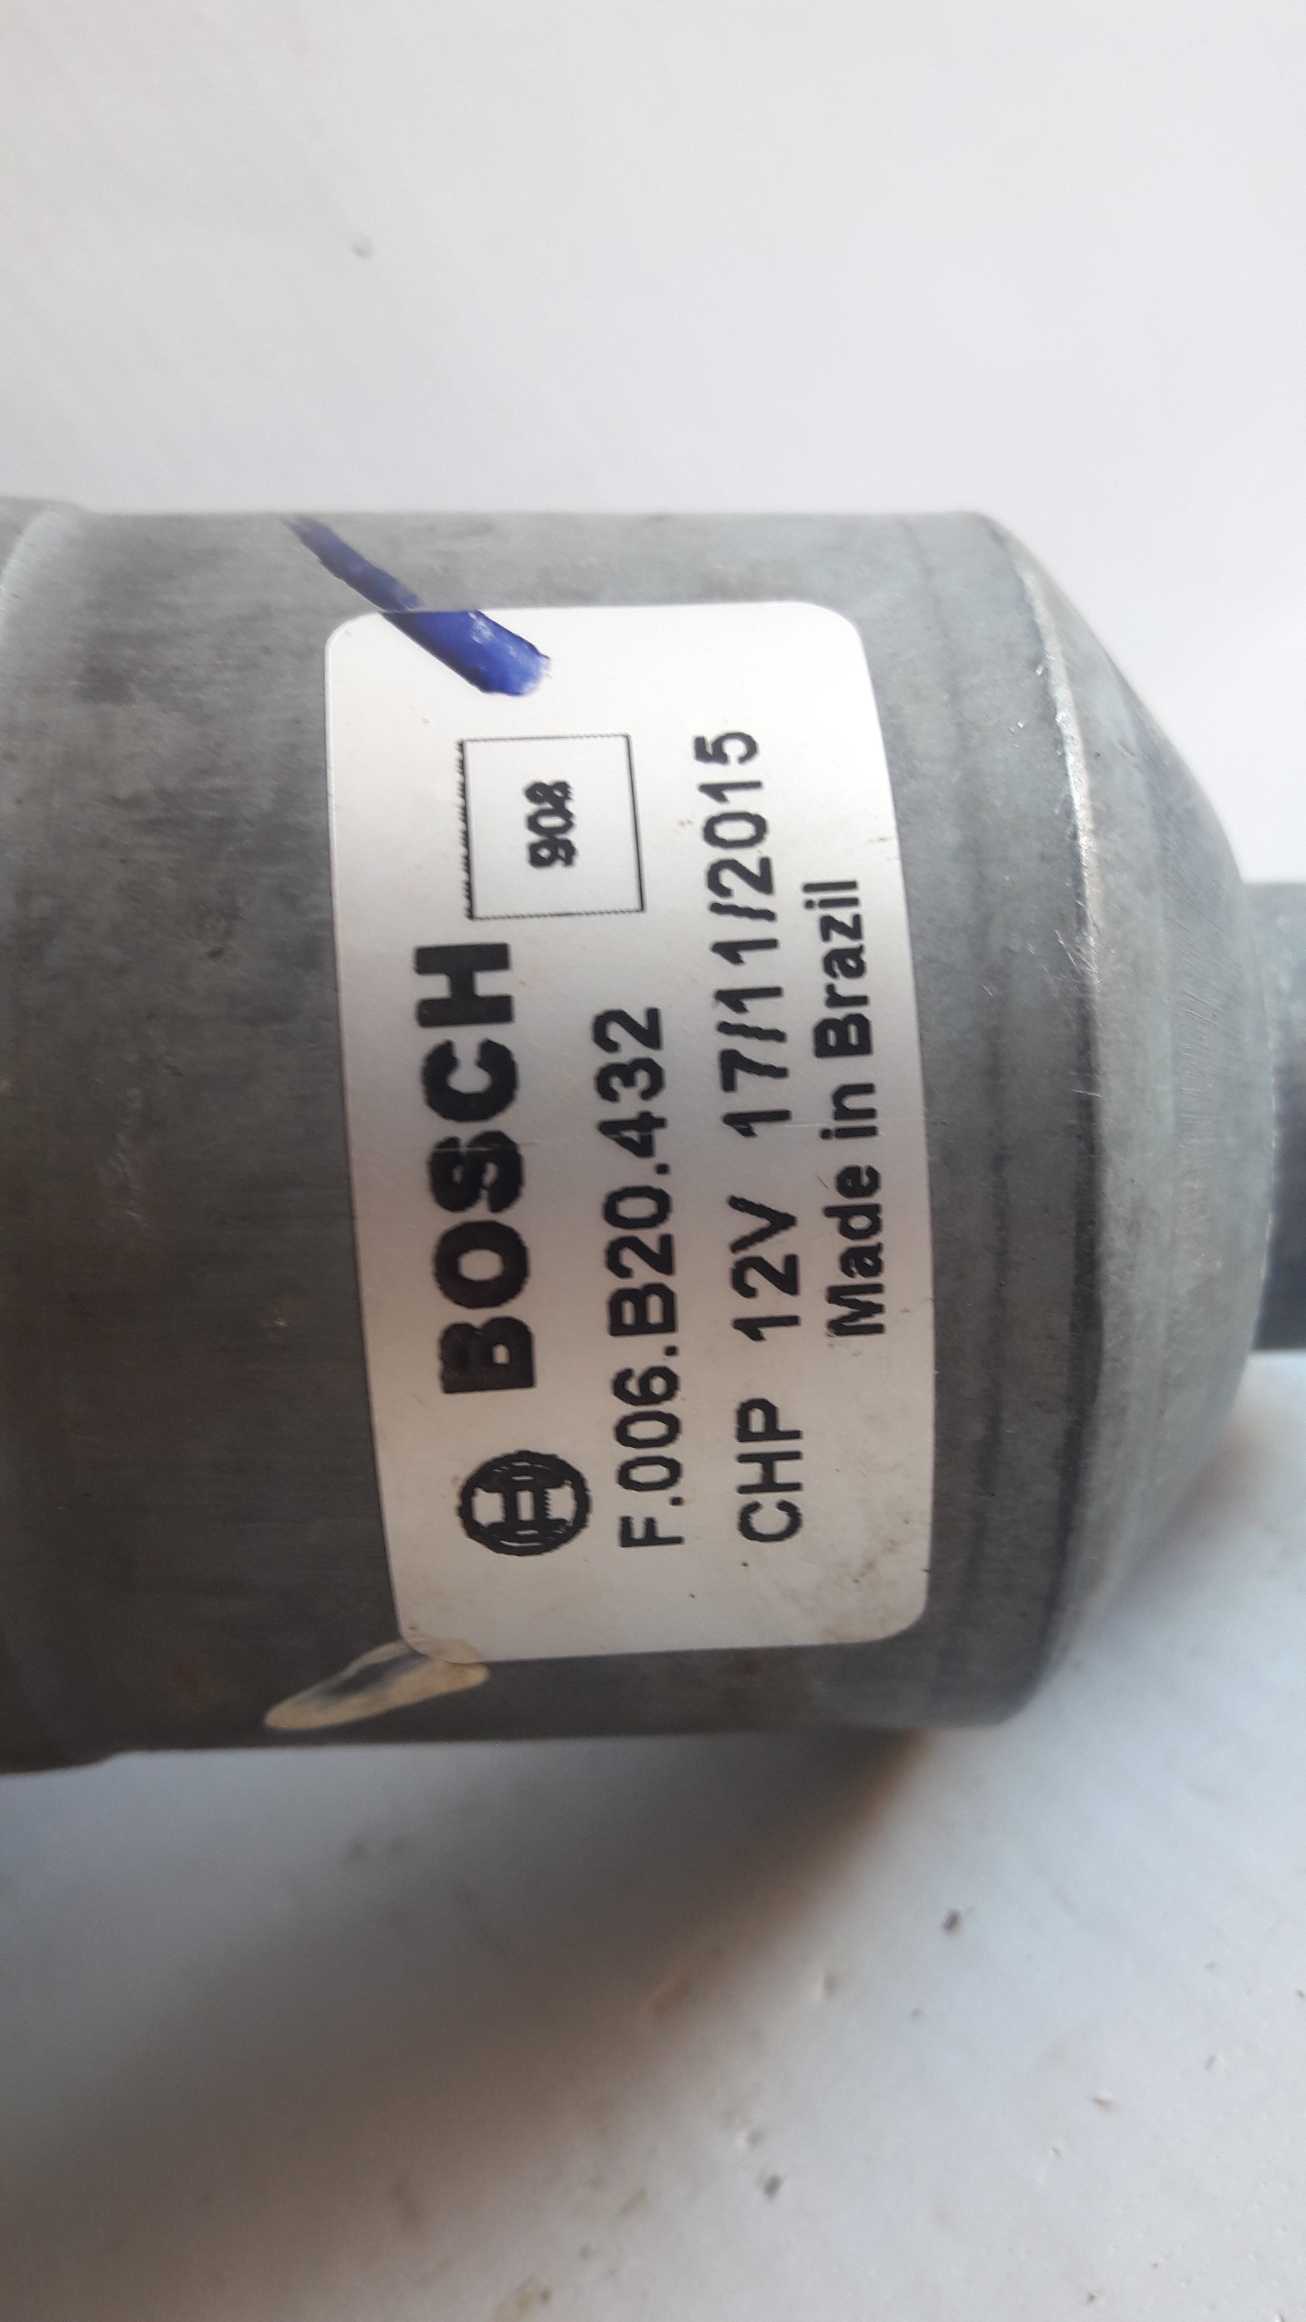 BOSCH 908
F.006.B20.432
CHP 12V 17/11/2015
Made in Brazil